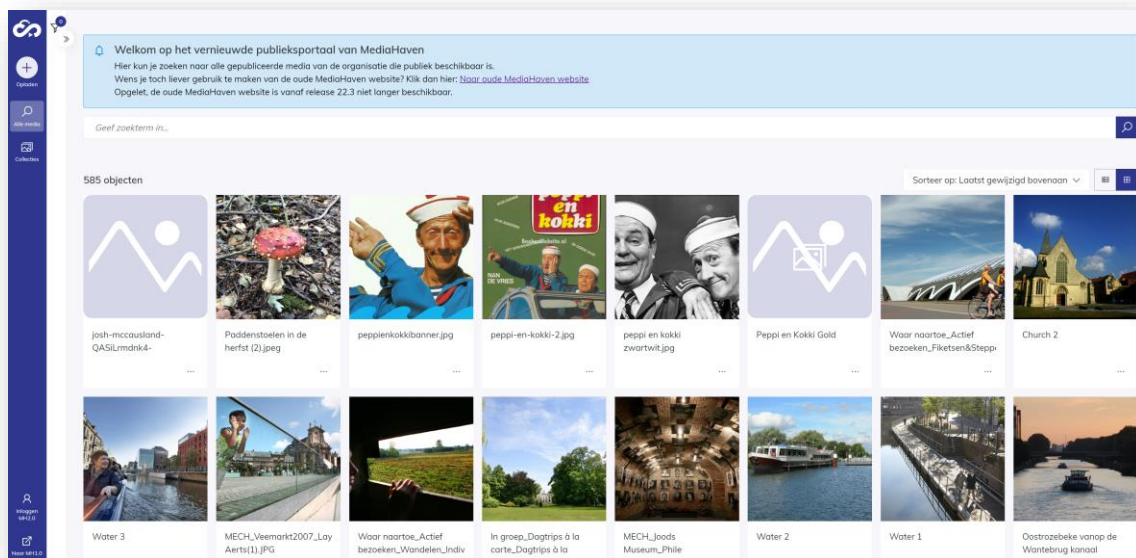 0
Opladen
Alle media
Collecties
Inloggen
MH2.0
Naar MH1.0
Welkom op het vernieuwde publieksportaal van MediaHaven
Hier kun je zoeken naar alle gepubliceerde media van de organisatie die publiek beschikbaar is.
Wens je toch liever gebruik te maken van de oude MediaHaven website? Klik dan hier: Naar oude MediaHaven website
Opgelet, de oude MediaHaven website is vanaf release 22.3 niet langer beschikbaar.
Geef zoekterm in...
585 objecten
Sorteer op: Laatst gewijzigd bovenaan
peppi
en
kokki
NAN
DE VRIES
josh-mccausland-
QASiLrmdnk4-
Paddenstoelen in de
herfst (2).jpeg
peppienkokkibanner.jpg
peppi-en-kokki-2.jpg
peppi en kokki
zwartwit.jpg
Peppi en Kokki Gold
Waar naartoe_Actief
bezoeken_Fiketsen&Steppe
Church 2
...
...
...
...
...
...
...
...
Water 3
MECH_Veemarkt2007_Lay
Aerts(1).JPG
Waar naartoe_Actief
bezoeken_Wandelen_Indiv
In groep_Dagtrips à la
carte_Dagtrips à la
MECH_Joods
Museum_Phile
Water 2
Water 1
Oostrozebeke vanop de
Wantebrug kanaal